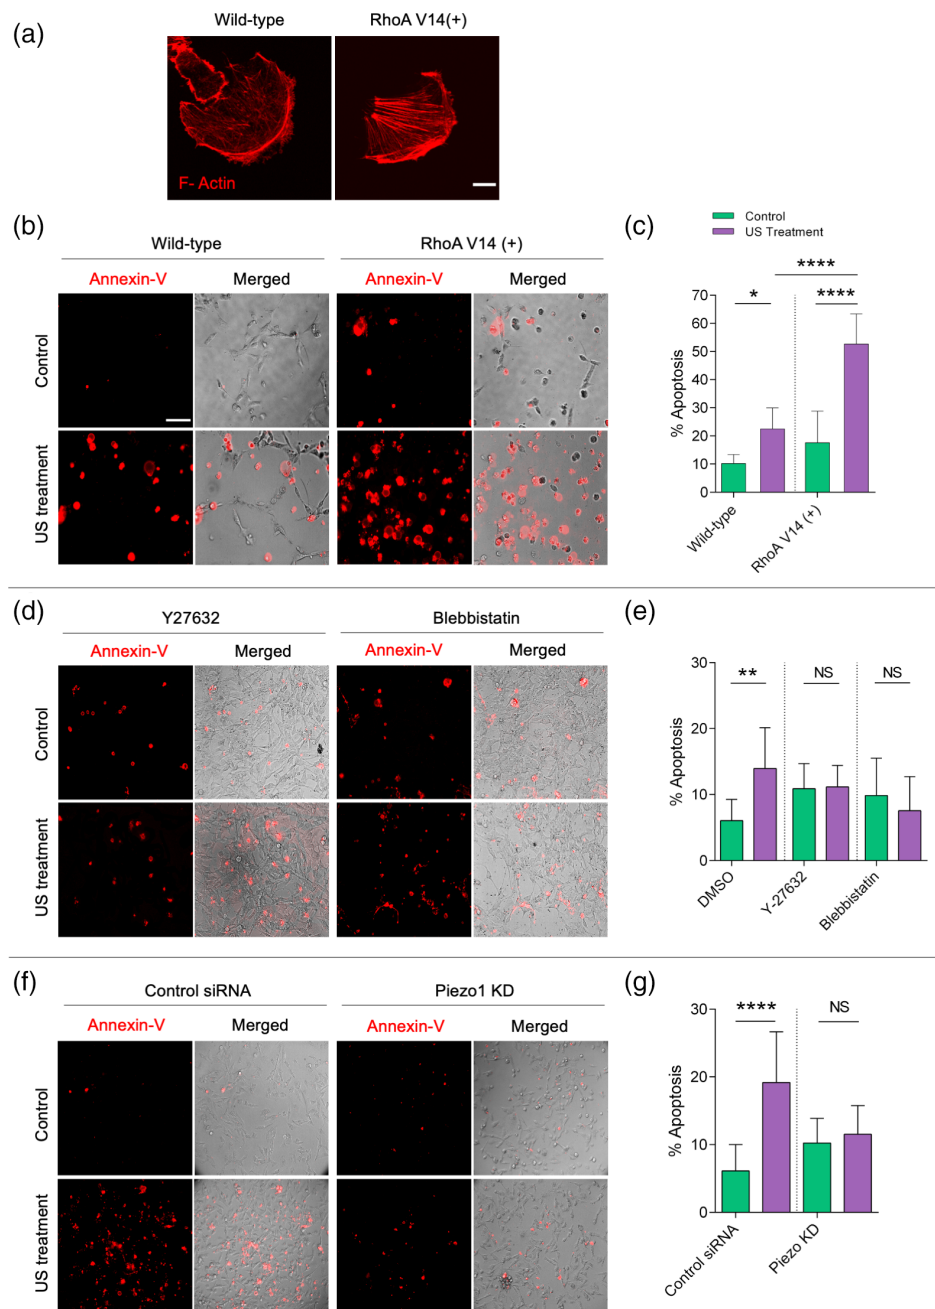 (a)
Wild-type
RhoA V14(+)
F- Actin
(b)
Wild-type
RhoA V14 (+)
Annexin-V
Merged
Annexin-V
Merged
Control
US treatment
(c)
Control
US Treatment
****
*
****
% Apoptosis
70
60
50
40
30
20
10
0
Wild-type
RhoA V14 (+)
(d)
Y27632
Blebbistatin
Annexin-V
Merged
Annexin-V
Merged
Control
US treatment
(e)
**
NS
NS
% Apoptosis
30
20
10
0
DMSO
Y-27632
Blebbistatin
(f)
Control siRNA
Piezo1 KD
Annexin-V
Merged
Annexin-V
Merged
Control
US treatment
(g)
****
NS
% Apoptosis
30
20
10
0
Control siRNA
Piezo KD